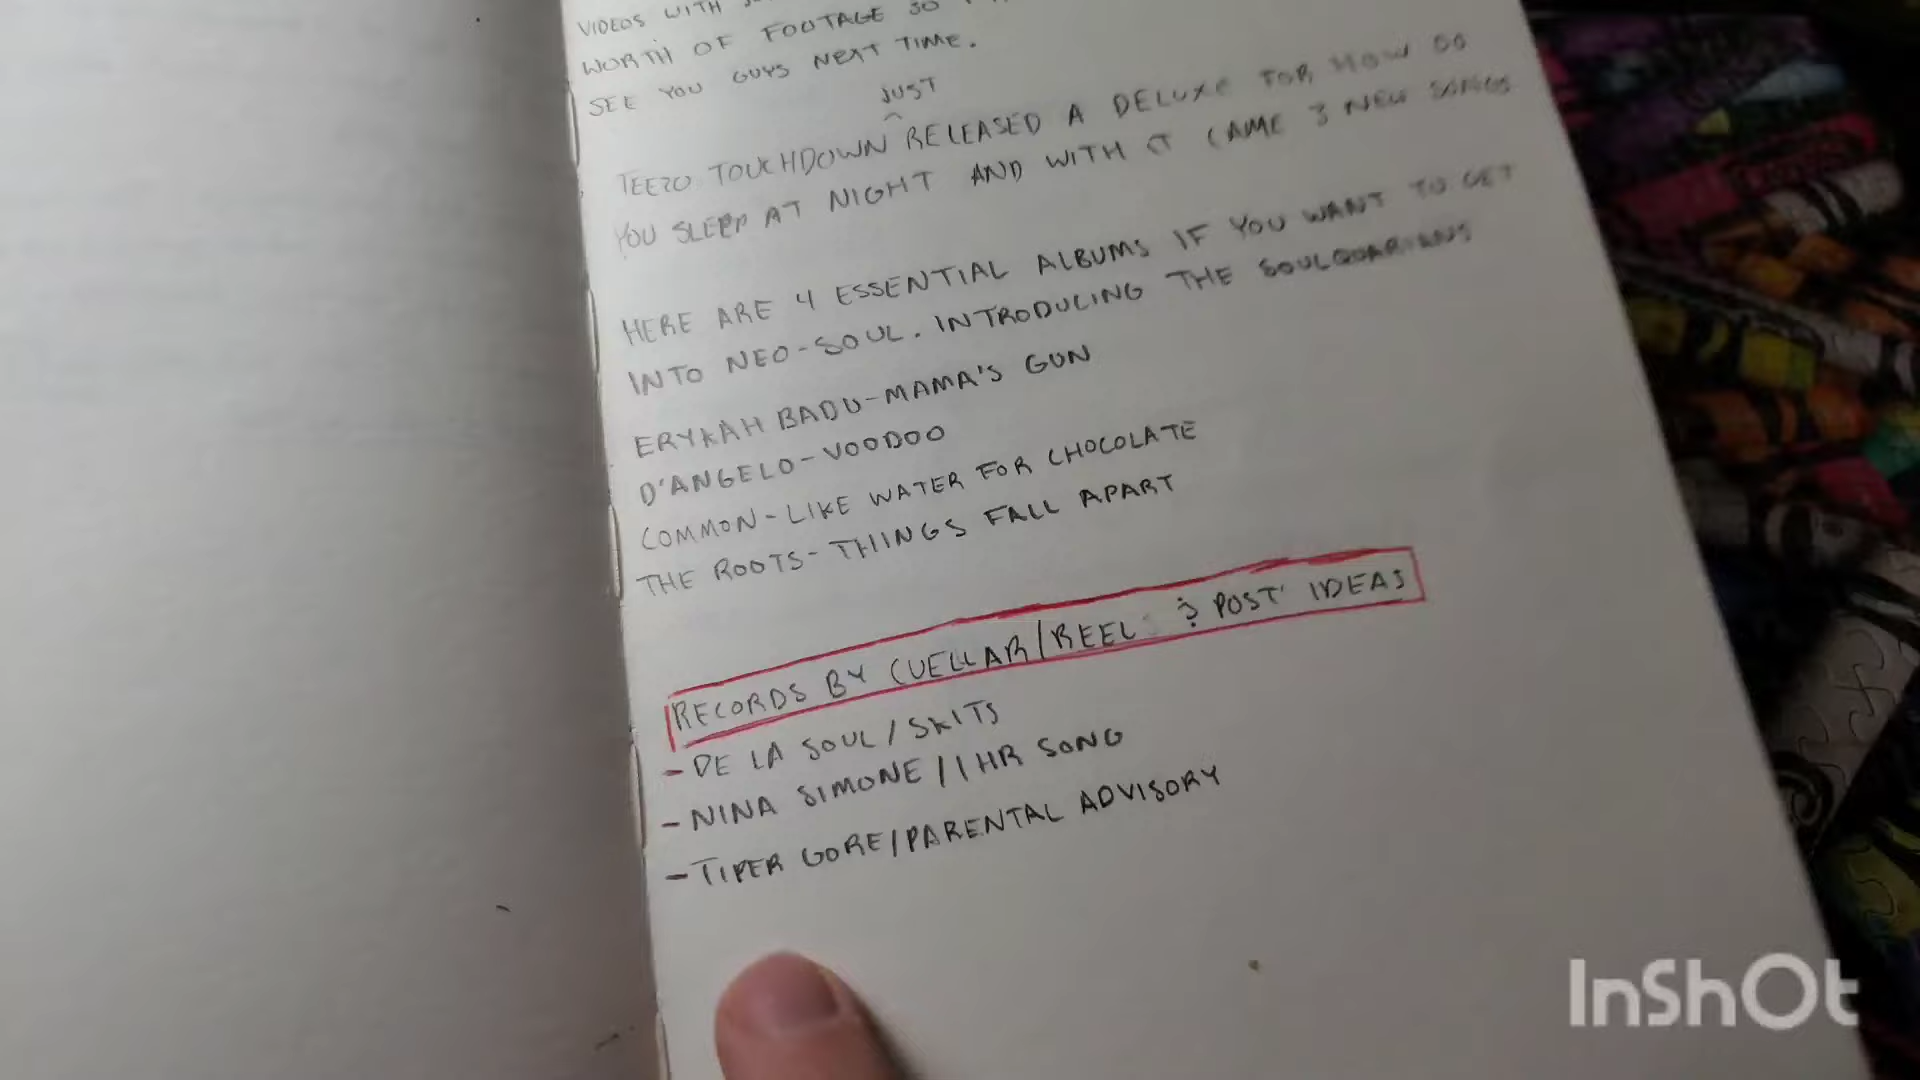 VIDEOS WITH
WORTH OF FOOTAGE SO
SEE YOU GUYS NEXT TIME.
JUST
TEEZO TOUCHDOWN RELEASED A DELUXE FOR HOW DO
YOU SLEEP AT NIGHT AND WITH IT CAME 3 NEW SONGS
HERE ARE 4 ESSENTIAL ALBUMS IF YOU WANT TO GET
INTO NEO-SOUL. INTRODUCING THE SOULQUARIANS
ERYKAH BADU-MAMA'S GUN
D'ANGELO-VOODOO
COMMON-LIKE WATER FOR CHOCOLATE
THE ROOTS-THINGS FALL APART
RECORDS BY CUELLAR/REEL & POST IDEAS
- DE LA SOUL/SKITS
- NINA SIMONE/1 HR SONG
- TIPER GORE/PARENTAL ADVISORY
InShOt